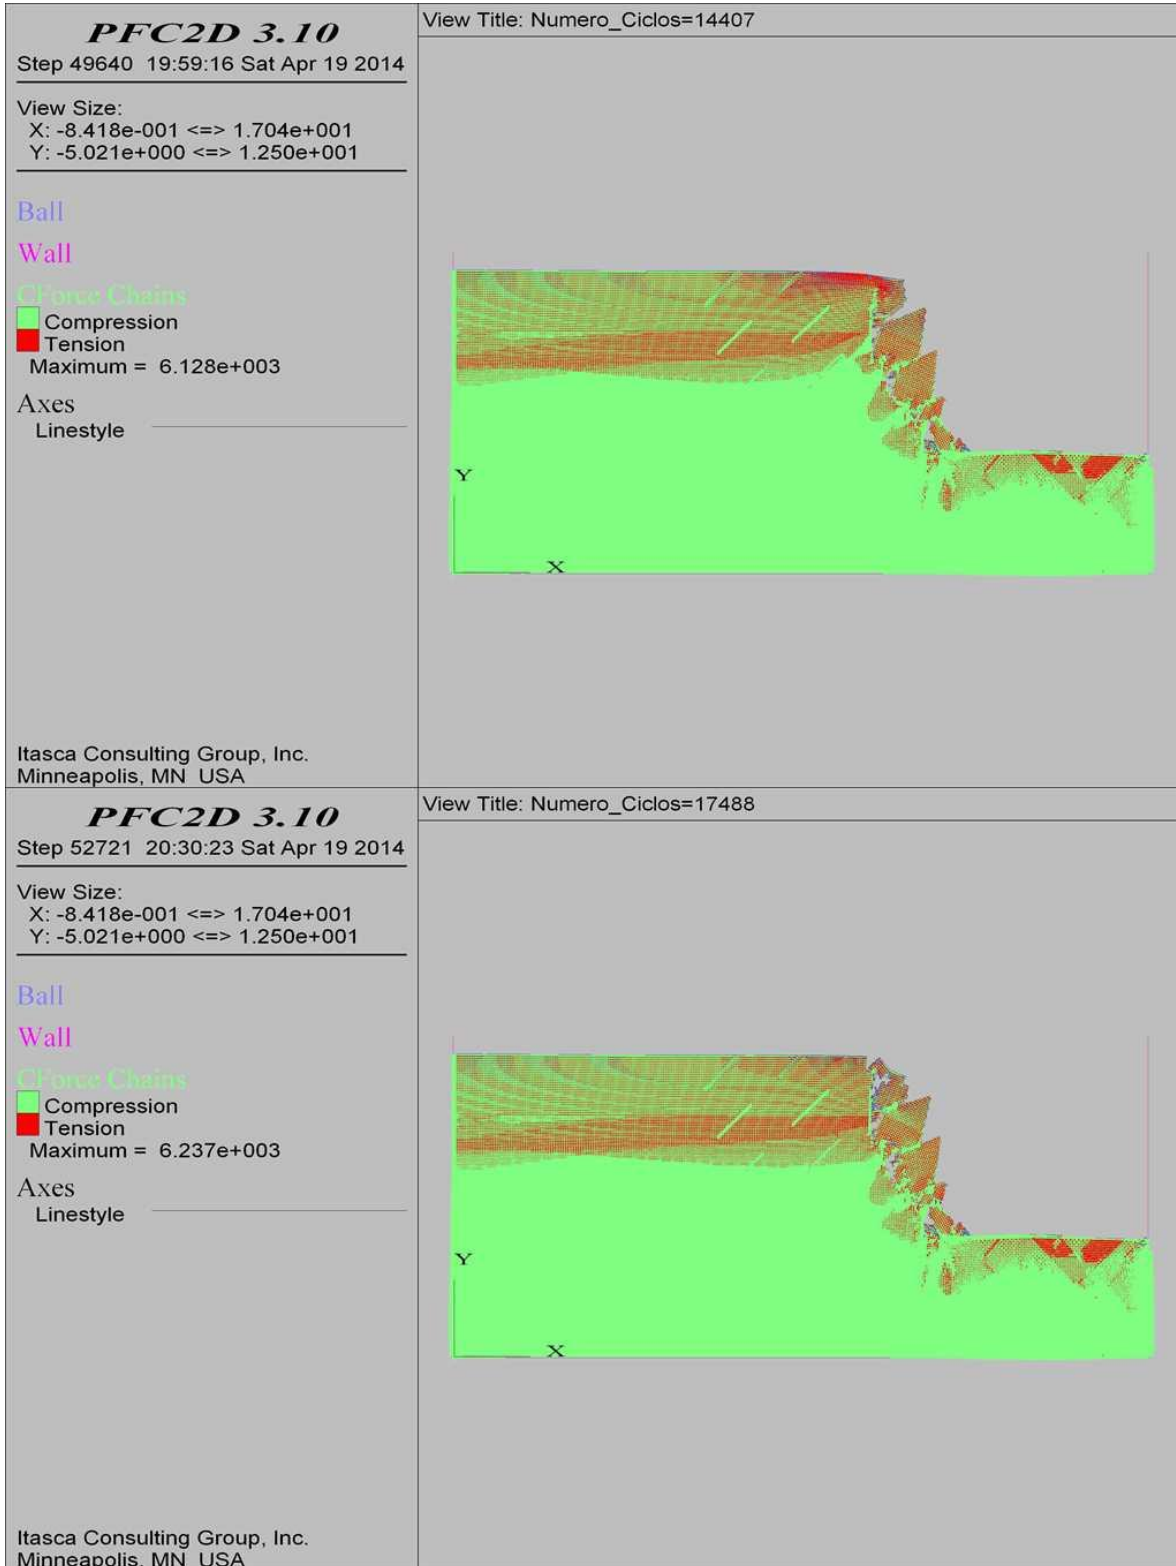 PFC2D 3.10
Step 49640 19:59:16 Sat Apr 19 2014
View Size:
X: -8.418e-001 <=> 1.704e+001
Y: -5.021e+000 <=> 1.250e+001
Ball
Wall
CForce Chains
Compression
Tension
Maximum = 6.128e+003
Axes
Linestyle
Itasca Consulting Group, Inc.
Minneapolis, MN USA
View Title: Numero_Ciclos=14407
Y
X
PFC2D 3.10
Step 52721 20:30:23 Sat Apr 19 2014
View Size:
X: -8.418e-001 <=> 1.704e+001
Y: -5.021e+000 <=> 1.250e+001
Ball
Wall
CForce Chains
Compression
Tension
Maximum = 6.237e+003
Axes
Linestyle
Itasca Consulting Group, Inc.
Minneapolis, MN USA
View Title: Numero_Ciclos=17488
Y
X